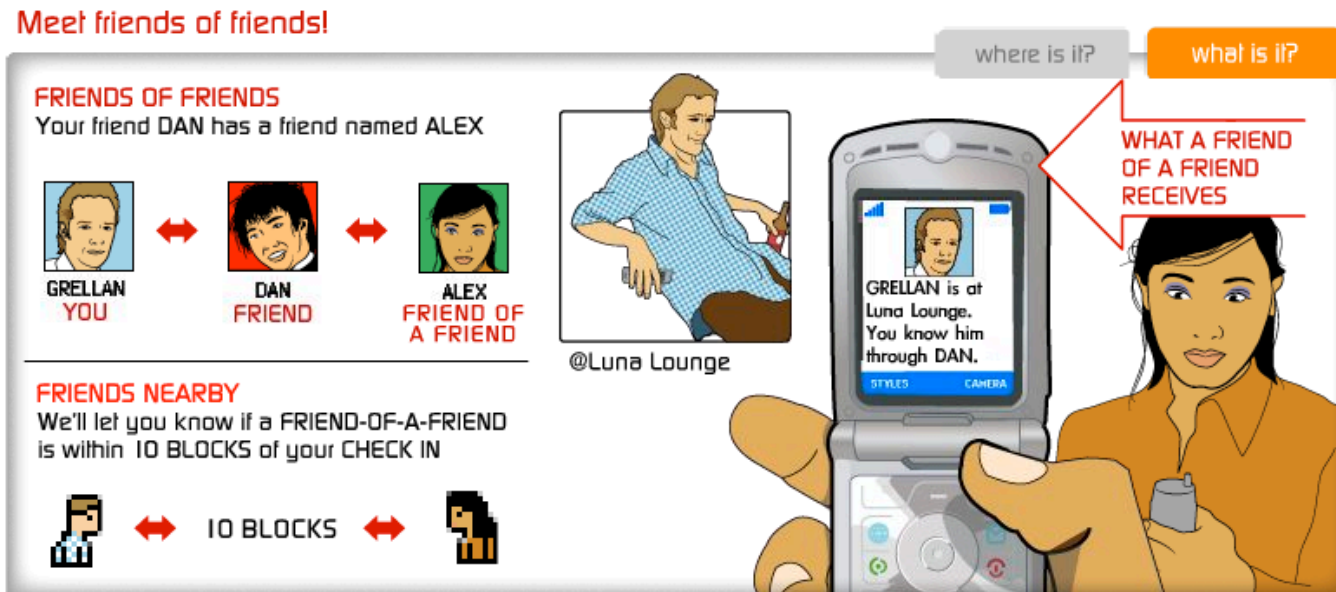 Meet friends of friends!
where is it?
what is it?
FRIENDS OF FRIENDS
Your friend DAN has a friend named ALEX
GRELLAN
YOU
DAN
FRIEND
ALEX
FRIEND OF
A FRIEND
FRIENDS NEARBY
We'll let you know if a FRIEND-OF-A-FRIEND
is within 10 BLOCKS of your CHECK IN
10 BLOCKS
@Luna Lounge
GRELLAN is at
Luna Lounge.
You know him
through DAN.
STYLES
CAMERA
WHAT A FRIEND
OF A FRIEND
RECEIVES